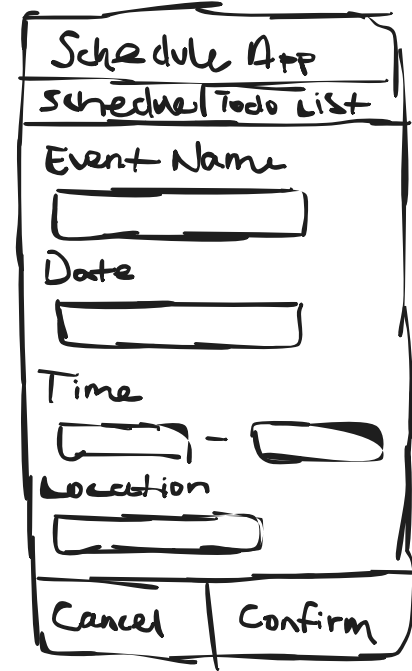 Schedule App
Schedule|Todo List
Event Name
Date
Time
-
Location
Cancel Confirm